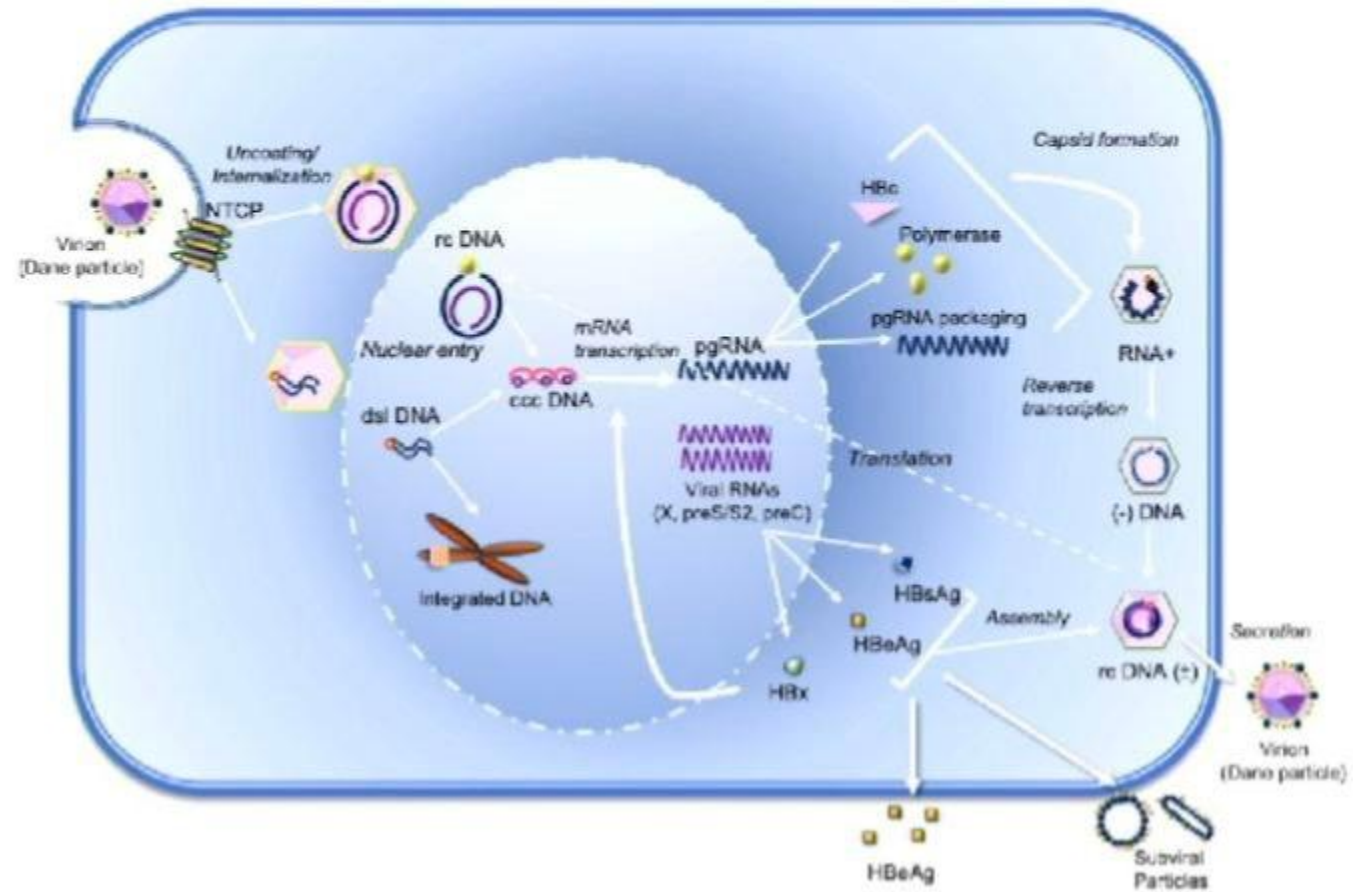 Uncoating/
Internalization
Capsid formation
HBc
NTCP
rc DNA
Polymerase
Virion
(Dane particle)
mRNA
transcription
pgRNA
pgRNA packaging
Nuclear entry
RNA+
Reverse
transcription
ccc DNA
dsl DNA
Translation
Viral RNAs
(X, preS/S2, preC)
(-) DNA
HBsAg
Integrated DNA
Assembly
HBeAg
Secretion
HBx
rc DNA (±)
Virion
(Dane particle)
HBeAg
Subviral
Particles